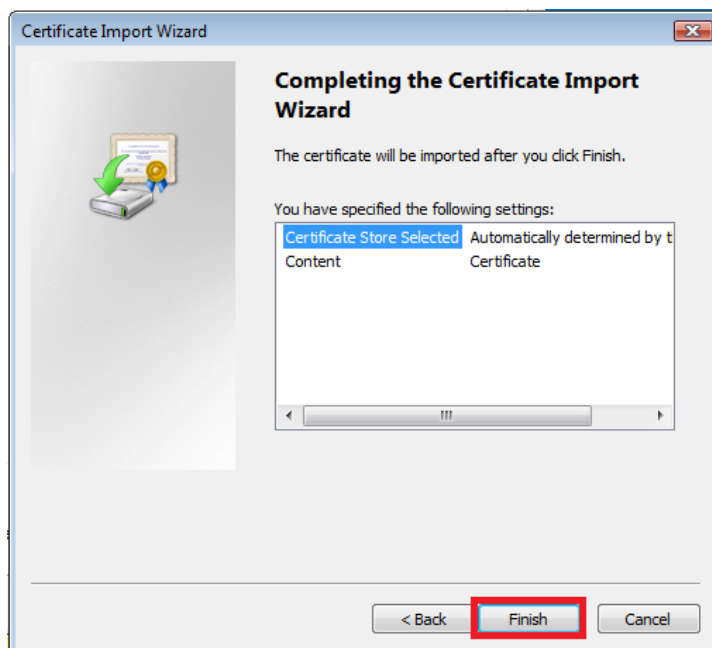 Certificate Import Wizard
Completing the Certificate Import
Wizard
The certificate will be imported after you click Finish.
You have specified the following settings:
Certificate Store Selected Automatically determined by t
Content Certificate
< Back Finish Cancel